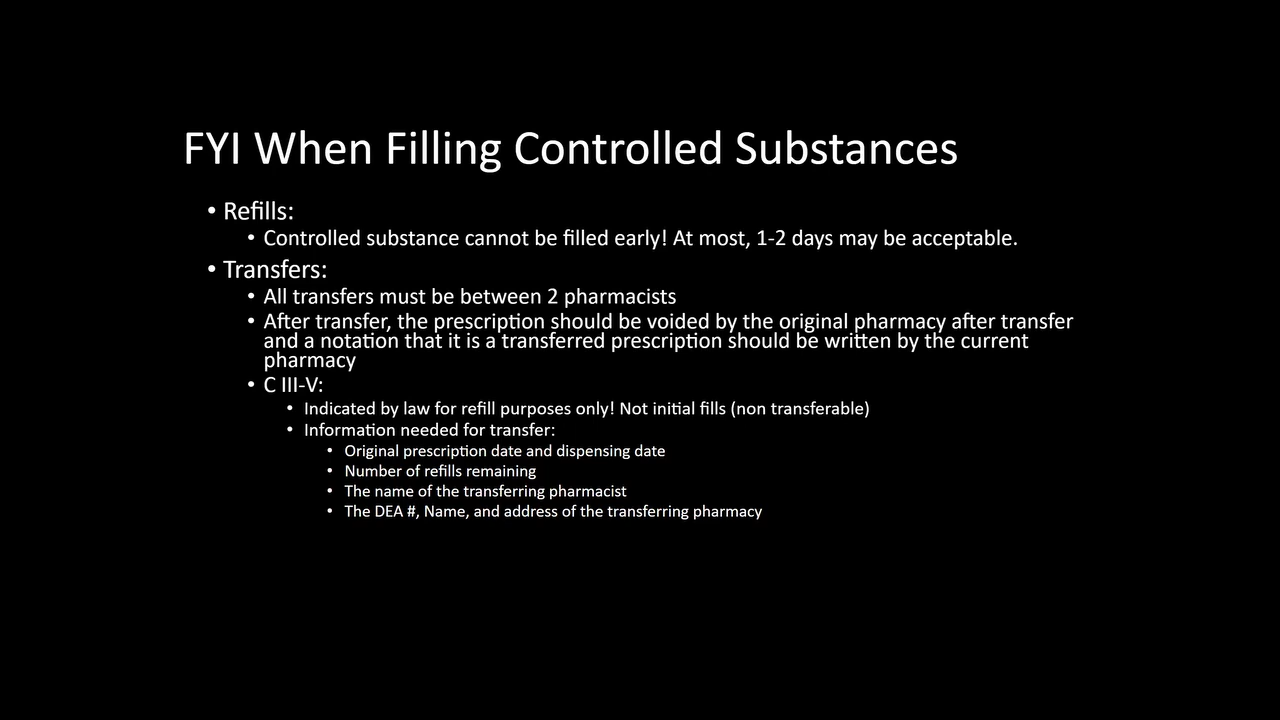 FYI When Filling Controlled Substances
• Refills:
• Controlled substance cannot be filled early! At most, 1-2 days may be acceptable.
• Transfers:
• All transfers must be between 2 pharmacists
• After transfer, the prescription should be voided by the original pharmacy after transfer
and a notation that it is a transferred prescription should be written by the current
pharmacy
• C III-V:
• Indicated by law for refill purposes only! Not initial fills (non transferable)
• Information needed for transfer:
• Original prescription date and dispensing date
• Number of refills remaining
• The name of the transferring pharmacist
• The DEA #, Name, and address of the transferring pharmacy